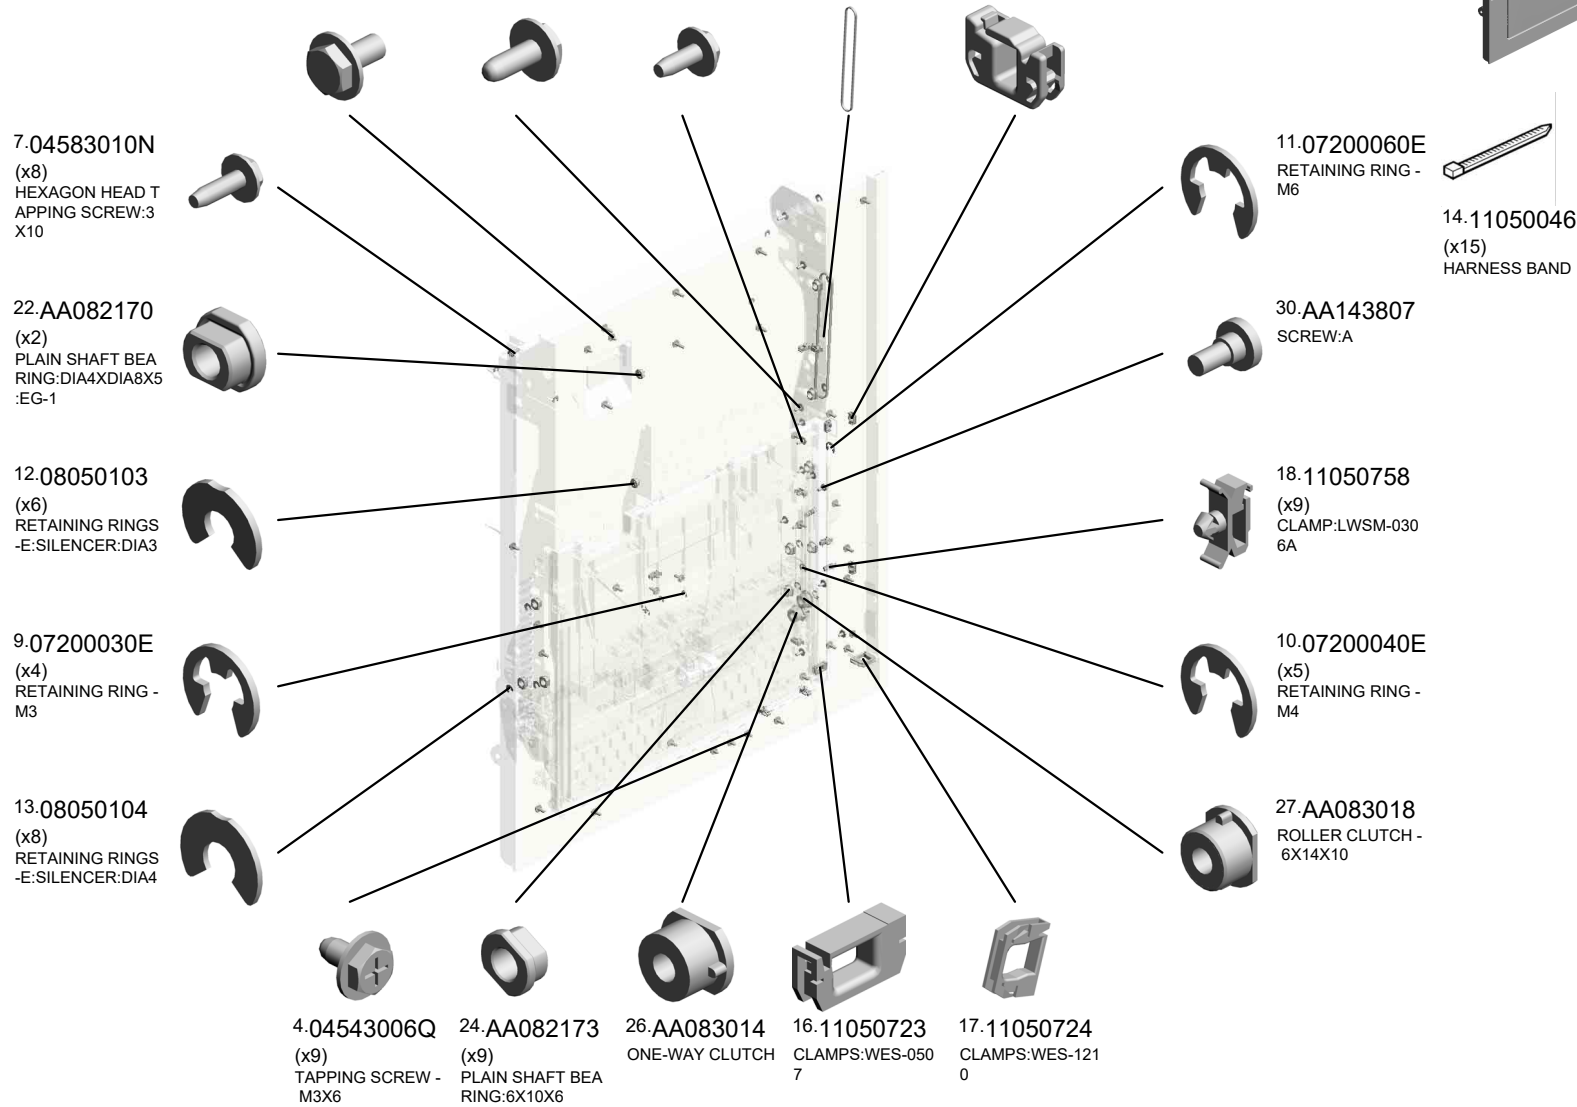 7.04583010N
(x8)
HEXAGON HEAD T
APPING SCREW:3
X10
22.AA082170
(x2)
PLAIN SHAFT BEA
RING:DIA4XDIA8X5
:EG-1
12.08050103
(x6)
RETAINING RINGS
-E:SILENCER:DIA3
9.07200030E
(x4)
RETAINING RING -
M3
13.08050104
(x8)
RETAINING RINGS
-E:SILENCER:DIA4
11.07200060E
RETAINING RING -
M6
14.11050046
(x15)
HARNESS BAND
30.AA143807
SCREW:A
18.11050758
(x9)
CLAMP:LWSM-030
6A
10.07200040E
(x5)
RETAINING RING -
M4
27.AA083018
ROLLER CLUTCH -
6X14X10
4.04543006Q
(x9)
TAPPING SCREW -
M3X6
24.AA082173
(x9)
PLAIN SHAFT BEA
RING:6X10X6
26.AA083014
ONE-WAY CLUTCH
16.11050723
CLAMPS:WES-050
7
17.11050724
CLAMPS:WES-121
0